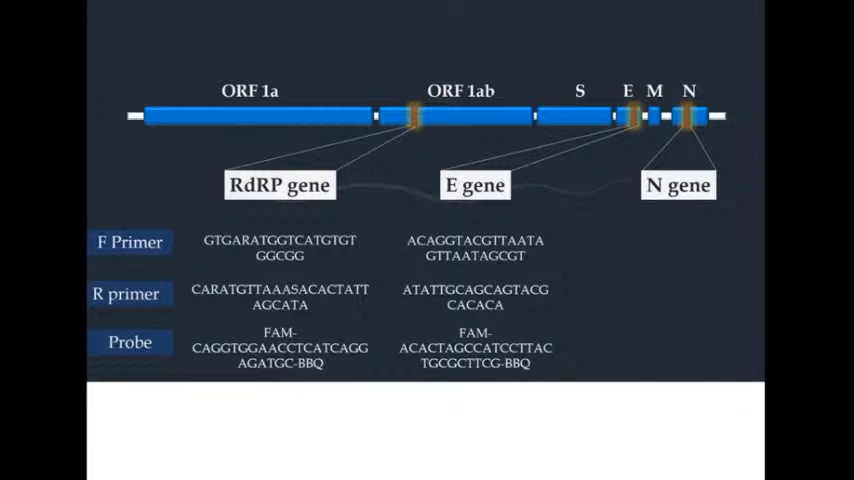 ORF 1a ORF 1ab S E M N
RdRP gene E gene N gene
F Primer
GTGARATGGTCATGTGT
GGCGG
ACAGGTACGTTAATA
GTTAATAGCGT
R primer
CARATGTTAAASACACTATT
AGCATA
ATATTGCAGCAGTACG
CACACA
Probe
FAM-
CAGGTGGAACCTCATCAGG
AGATGC-BBQ
FAM-
ACACTAGCCATCCTTAC
TGCGCTTCG-BBQ